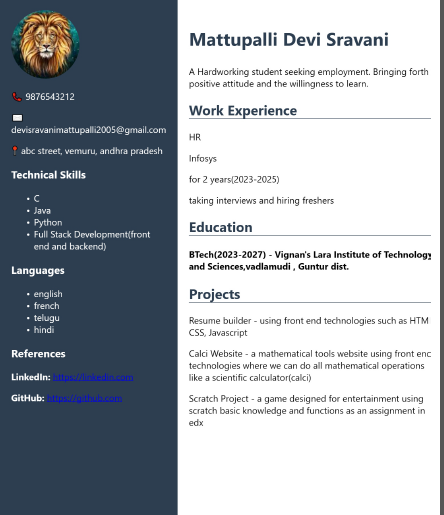 9876543212
devisravanimattupalli2005@gmail.com
abc street, vemuru, andhra pradesh
Technical Skills
• C
• Java
• Python
• Full Stack Development(front
end and backend)
Languages
• english
• french
• telugu
• hindi
References
LinkedIn: https://linkedin.com
GitHub: https://github.com
Mattupalli Devi Sravani
A Hardworking student seeking employment. Bringing forth
positive attitude and the willingness to learn.
Work Experience
HR
Infosys
for 2 years(2023-2025)
taking interviews and hiring freshers
Education
BTech(2023-2027) - Vignan's Lara Institute of Technology
and Sciences,vadlamudi , Guntur dist.
Projects
Resume builder - using front end technologies such as HTM
CSS, Javascript
Calci Website - a mathematical tools website using front end
technologies where we can do all mathematical operations
like a scientific calculator(calci)
Scratch Project - a game designed for entertainment using
scratch basic knowledge and functions as an assignment in
edx